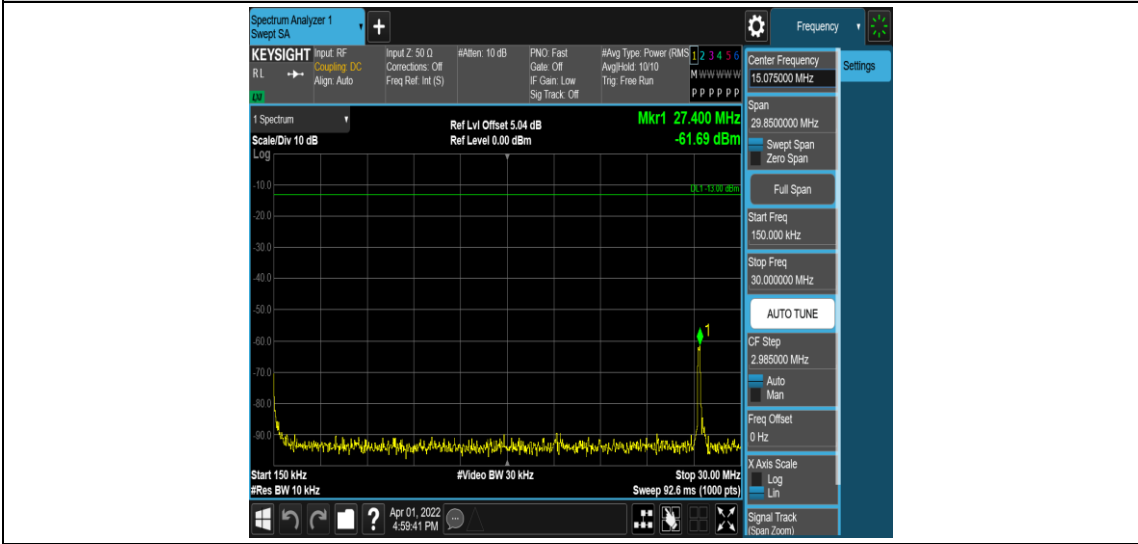 Spectrum Analyzer 1
Swept SA
+
Frequency
KEYSIGHT
RL
Input: RF
Coupling: DC
Align: Auto
Input Z: 50 Ω
Corrections: Off
Freq Ref: Int (S)
#Atten: 10 dB
PNO: Fast
Gate: Off
IF Gain: Low
Sig Track: Off
#Avg Type: Power (RMS
Avg|Hold: 10/10
Trig: Free Run
1 2 3 4 5 6
M W W W W W
P P P P P P
1 Spectrum
Scale/Div 10 dB
Ref Lvl Offset 5.04 dB
Ref Level 0.00 dBm
Mkr1 27.400 MHz
-61.69 dBm
Log
DL1 -13.00 dBm
-10.0
-20.0
-30.0
-40.0
-50.0
-60.0
-70.0
-80.0
-90.0
1
Start 150 kHz
#Res BW 10 kHz
#Video BW 30 kHz
Stop 30.00 MHz
Sweep 92.6 ms (1000 pts)
?
Apr 01, 2022
4:59:41 PM
Center Frequency
15.075000 MHz
Settings
Span
29.8500000 MHz
Swept Span
Zero Span
Full Span
Start Freq
150.000 kHz
Stop Freq
30.000000 MHz
AUTO TUNE
CF Step
2.985000 MHz
Auto
Man
Freq Offset
0 Hz
X Axis Scale
Log
Lin
Signal Track
(Span Zoom)